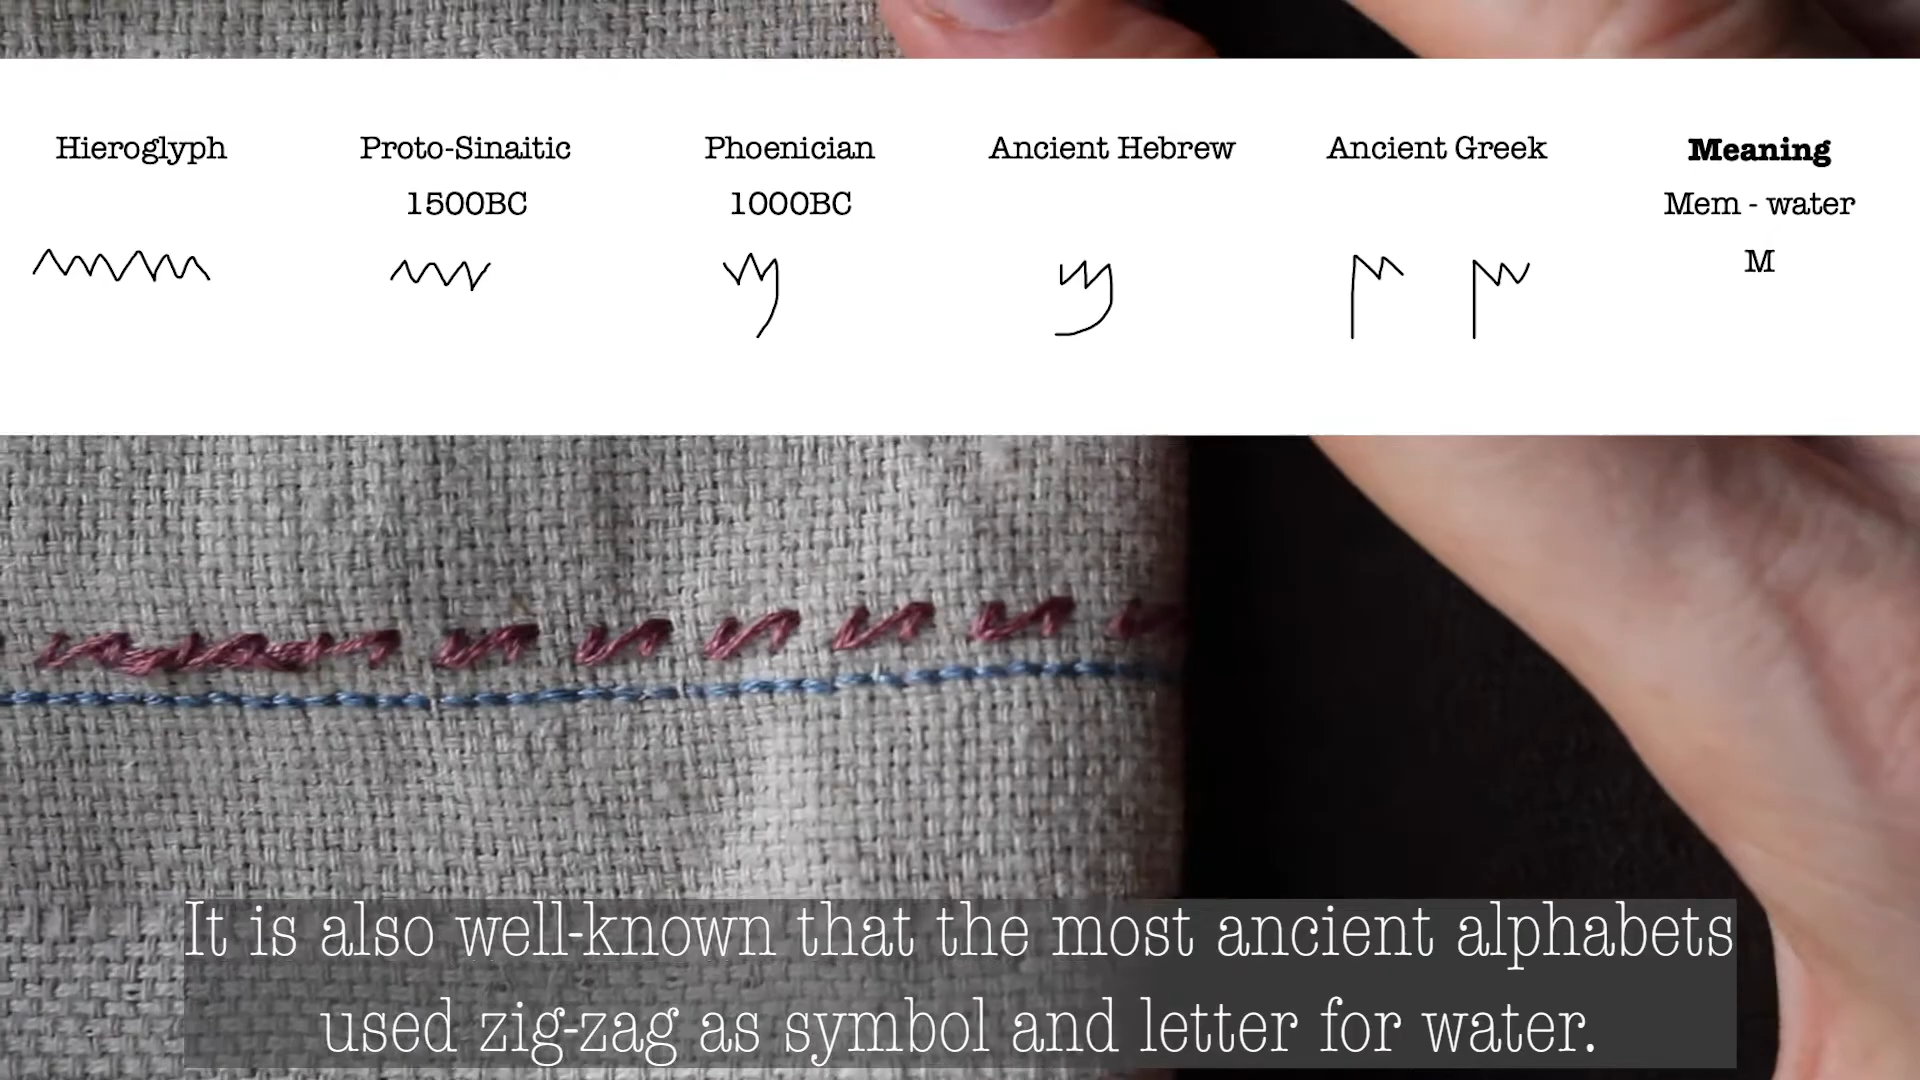 Hieroglyph Proto-Sinaitic Phoenician Ancient Hebrew Ancient Greek Meaning
1500BC 1000BC Mem - water
M
It is also well-known that the most ancient alphabets
used zig-zag as symbol and letter for water.